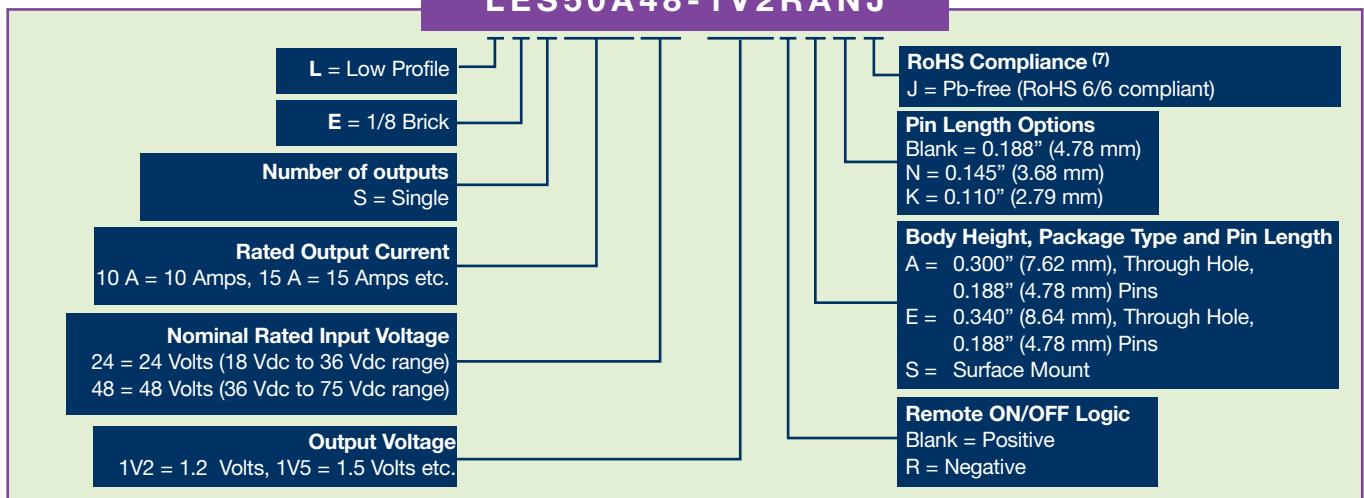 LES50A48-1V2RANJ
L = Low Profile
E = 1/8 Brick
Number of outputs
S = Single
Rated Output Current
10 A = 10 Amps, 15 A = 15 Amps etc.
Nominal Rated Input Voltage
24 = 24 Volts (18 Vdc to 36 Vdc range)
48 = 48 Volts (36 Vdc to 75 Vdc range)
Output Voltage
1V2 = 1.2 Volts, 1V5 = 1.5 Volts etc.
RoHS Compliance (7)
J = Pb-free (RoHS 6/6 compliant)
Pin Length Options
Blank = 0.188” (4.78 mm)
N = 0.145” (3.68 mm)
K = 0.110” (2.79 mm)
Body Height, Package Type and Pin Length
A = 0.300” (7.62 mm), Through Hole,
0.188” (4.78 mm) Pins
E = 0.340” (8.64 mm), Through Hole,
0.188” (4.78 mm) Pins
S = Surface Mount
Remote ON/OFF Logic
Blank = Positive
R = Negative